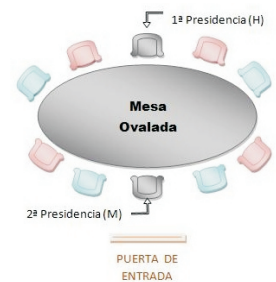 1ª Presidencia (H)
Mesa
Ovalada
2ª Presidencia (M)
PUERTA DE
ENTRADA